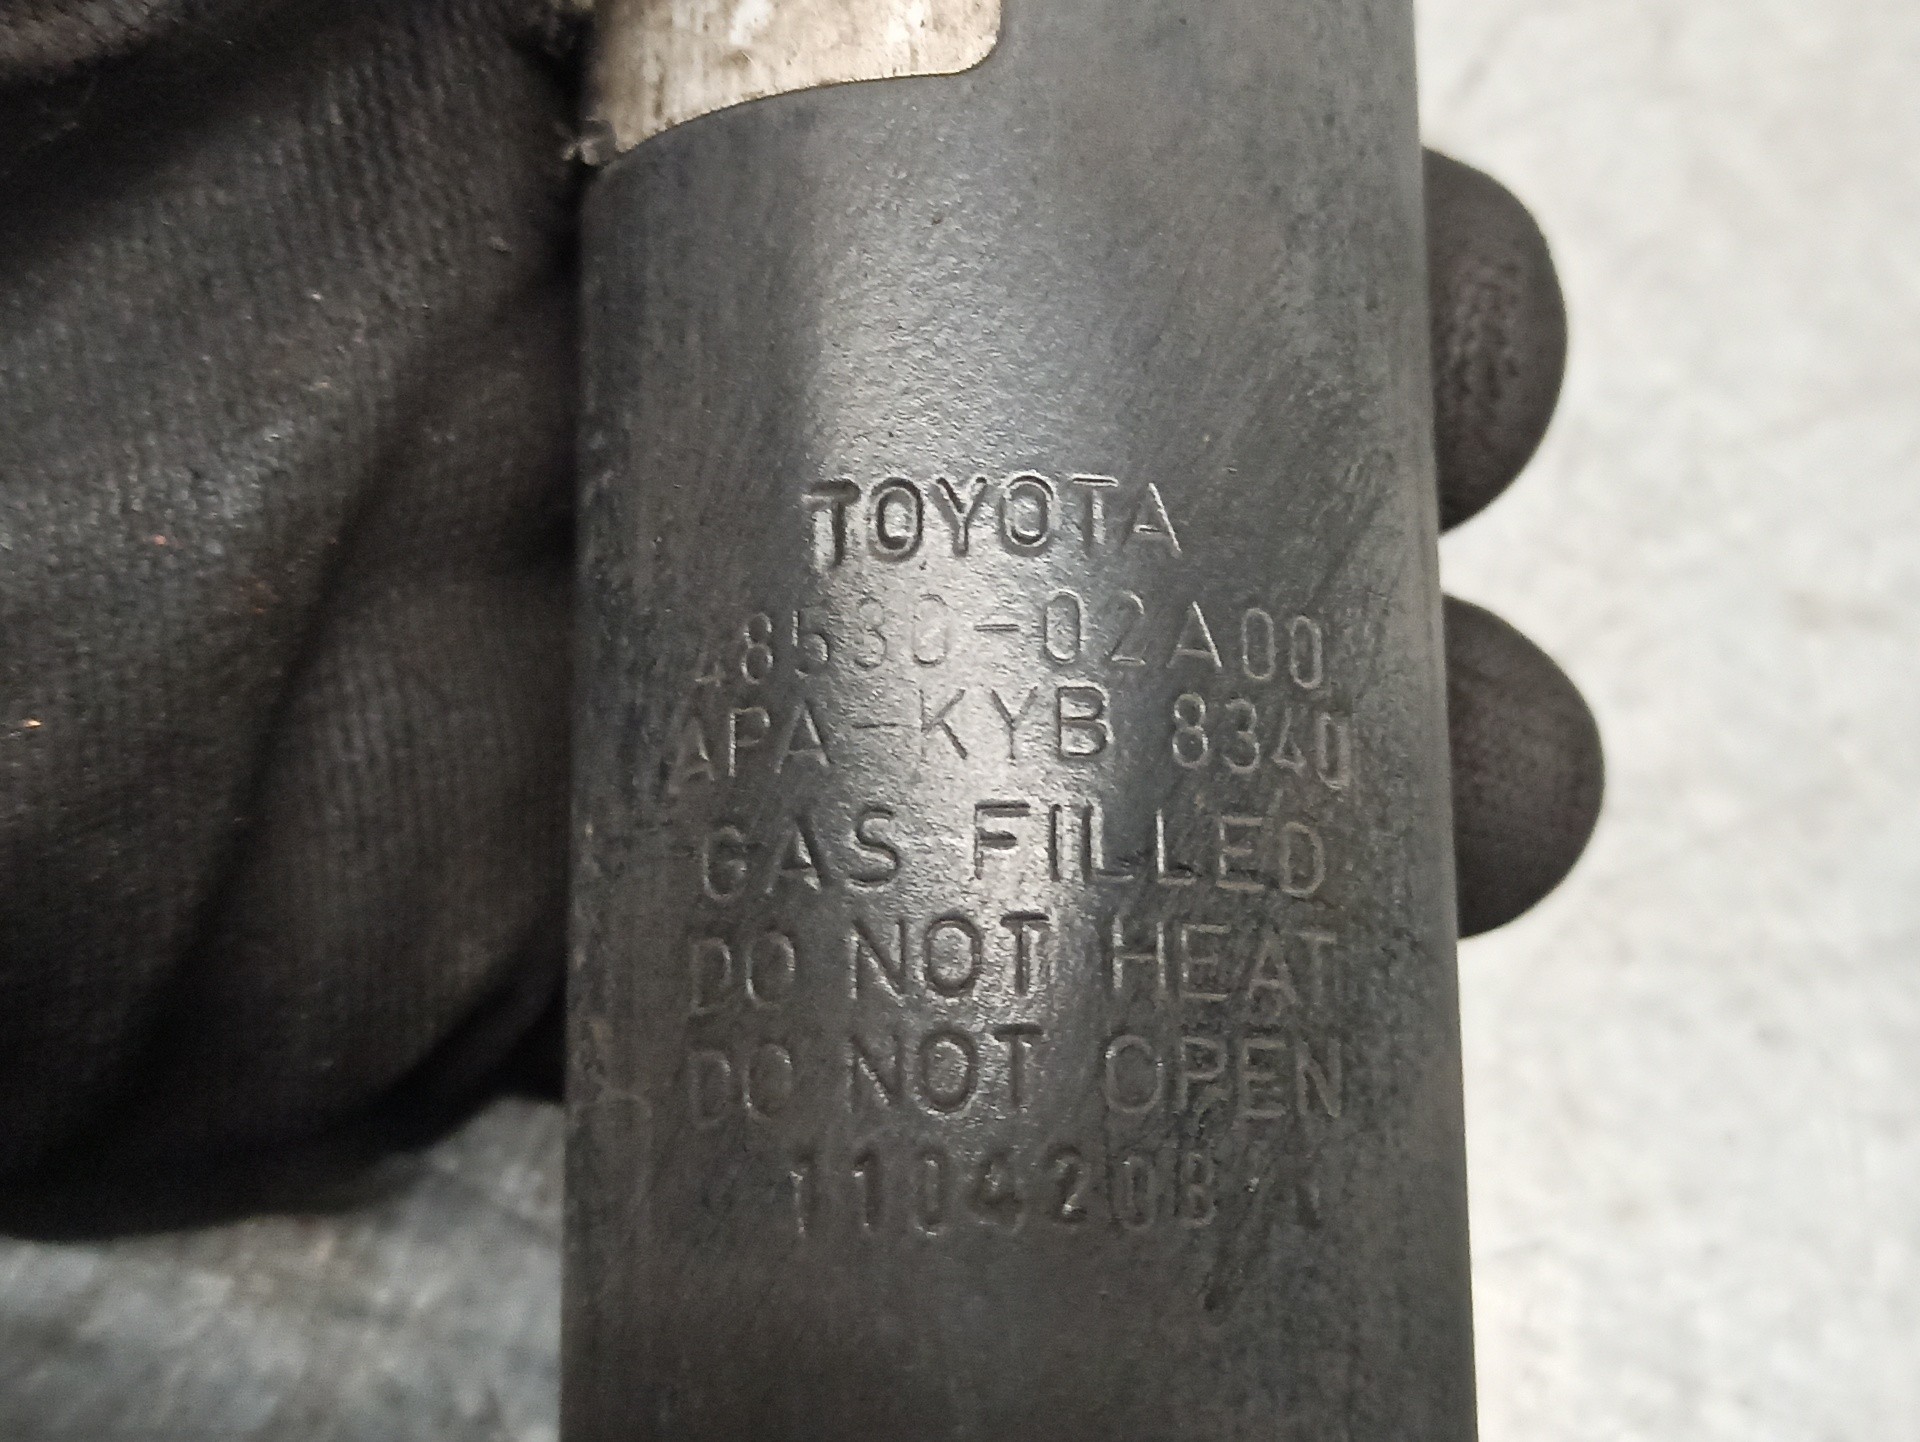 TOYOTA
48530-02A00
APA-KYB 8340
GAS FILLED
DO NOT HEAT
DO NOT OPEN